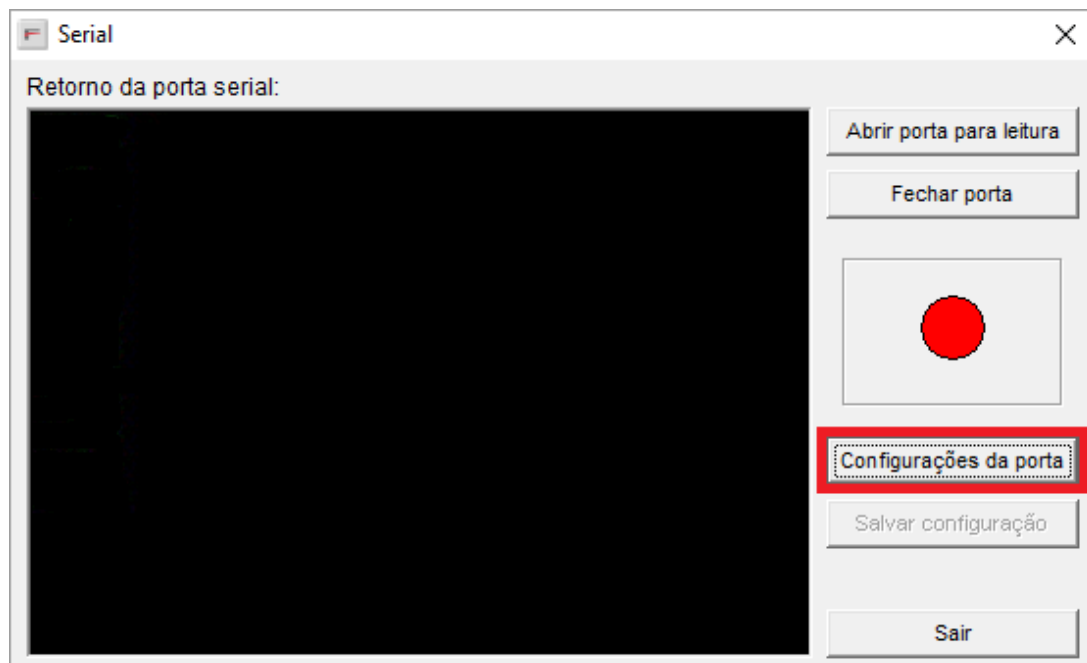 Serial
Retorno da porta serial:
Abrir porta para leitura
Fechar porta
Configurações da porta
Salvar configuração
Sair